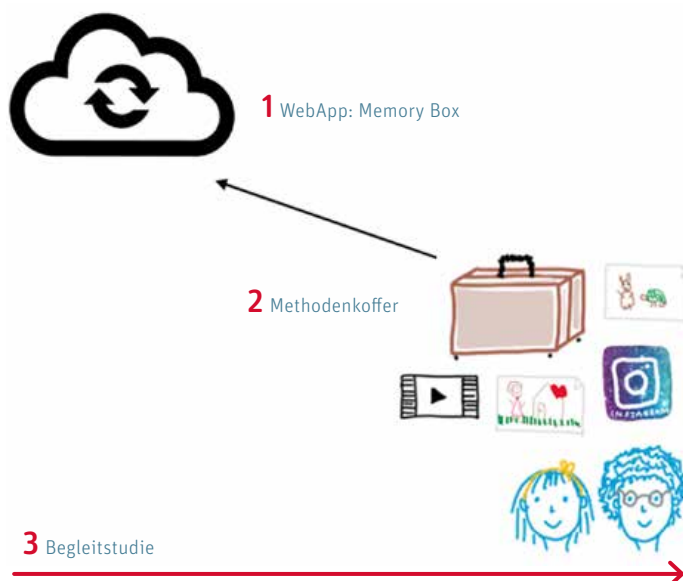 1 WebApp: Memory Box
2 Methodenkoffer
INSTAGRAM
3 Begleitstudie